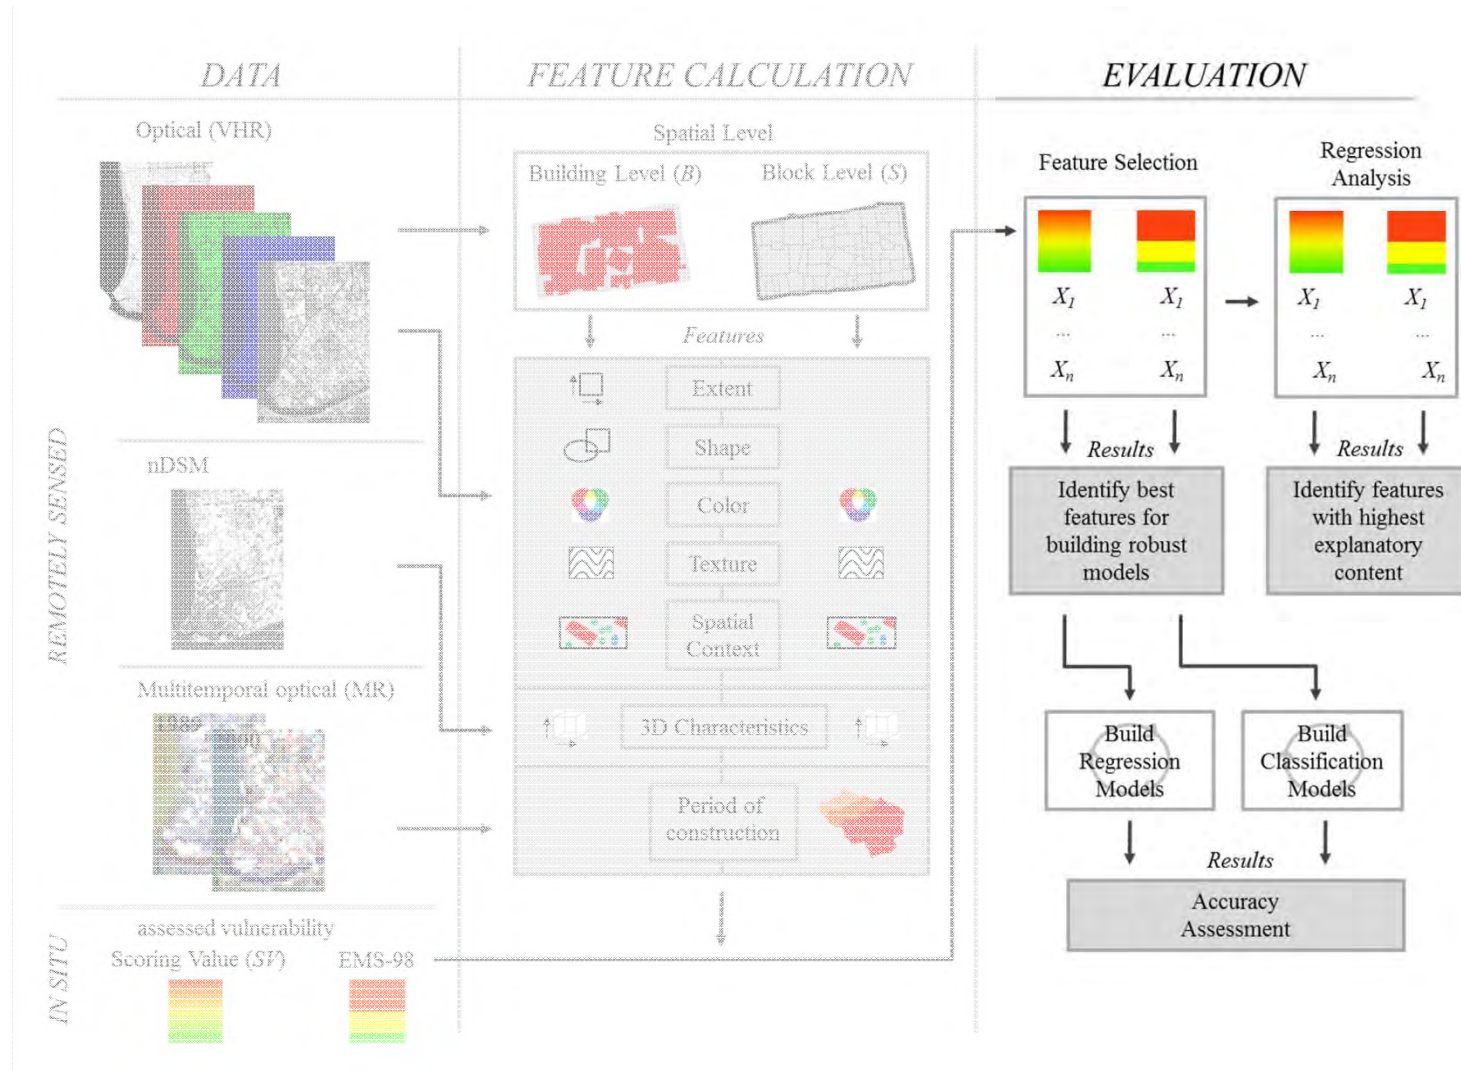 DATA
FEATURE CALCULATION
EVALUATION
REMOTELY SENSED
Optical (VHR)
nDSM
Multitemporal optical (MR)
1989
IN SITU
assessed vulnerability
Scoring Value (SV)
EMS-98
Spatial Level
Building Level (B)
Block Level (S)
Features
Extent
Shape
Color
Texture
Spatial
Context
3D Characteristics
Period of
construction
Feature Selection
X1
X1
...
...
Xn
Xn
Regression
Analysis
X1
X1
...
...
Xn
Xn
Results
Identify best
features for
building robust
models
Results
Identify features
with highest
explanatory
content
Build
Regression
Models
Build
Classification
Models
Results
Accuracy
Assessment